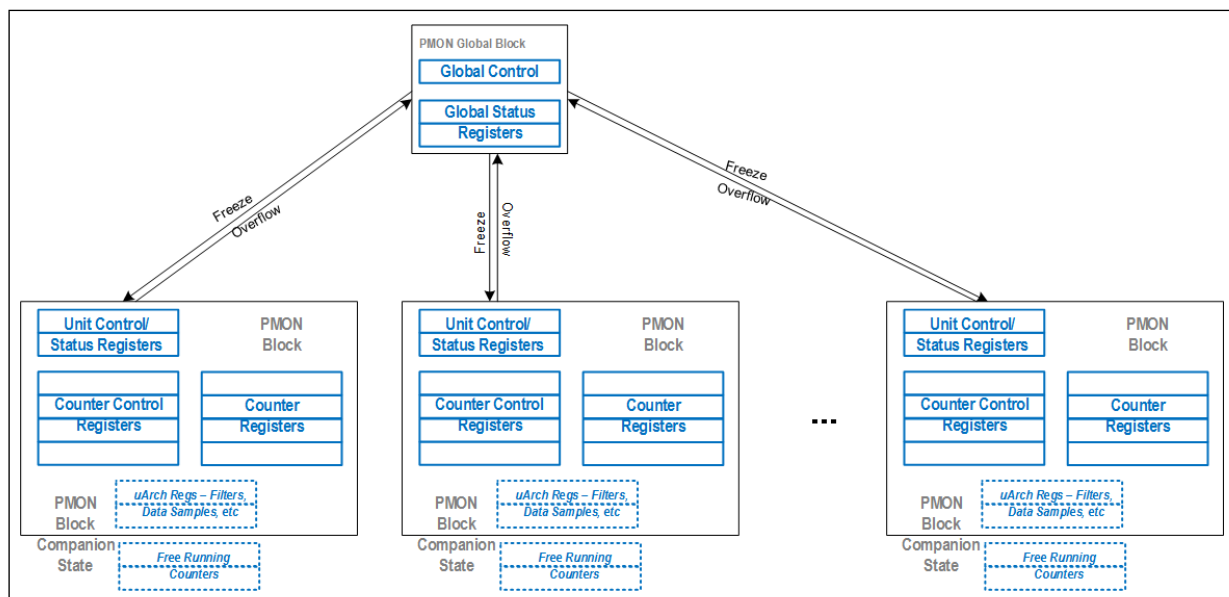 PMON Global Block
Global Control
Global Status
Registers
Freeze
Overflow
Freeze
Overflow
Freeze
Overflow
Unit Control/
Status Registers
PMON
Block
Counter Control
Registers
Counter
Registers
PMON
Block
Companion
State
uArch Regs – Filters,
Data Samples, etc
Free Running
Counters
Unit Control/
Status Registers
PMON
Block
Counter Control
Registers
Counter
Registers
PMON
Block
Companion
State
uArch Regs – Filters,
Data Samples, etc
Free Running
Counters
...
Unit Control/
Status Registers
PMON
Block
Counter Control
Registers
Counter
Registers
PMON
Block
Companion
State
uArch Regs – Filters,
Data Samples, etc
Free Running
Counters